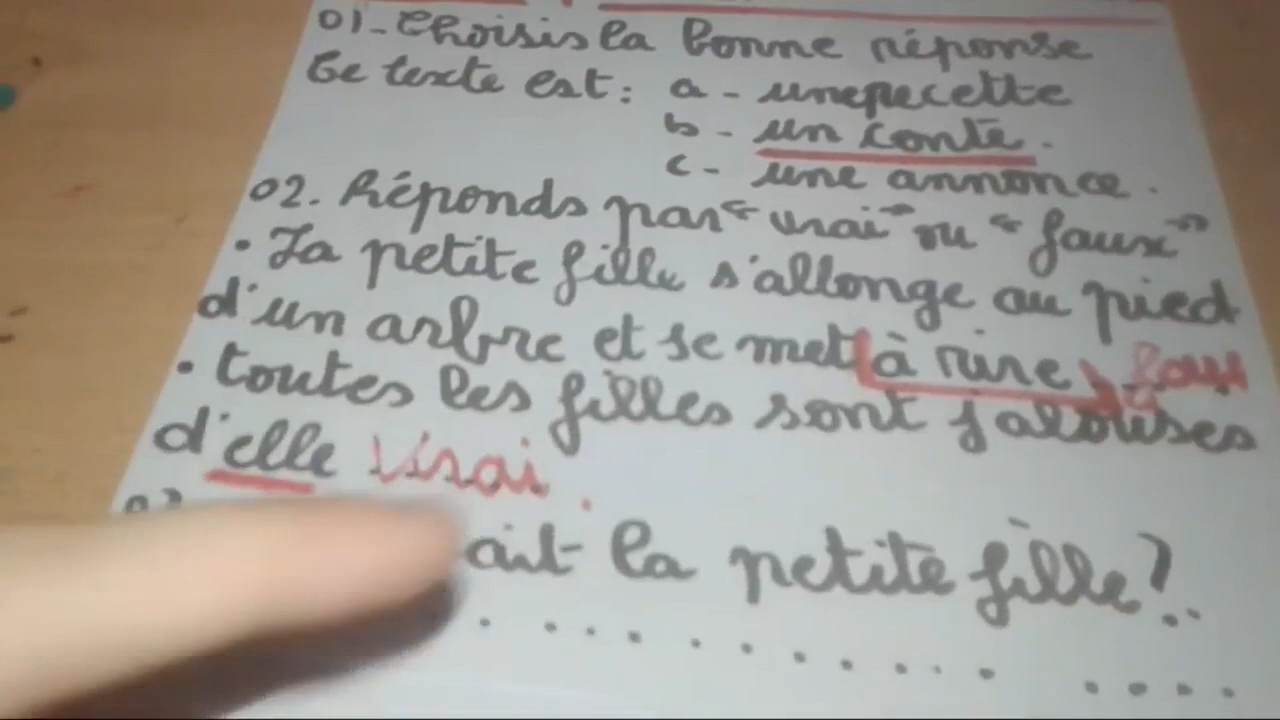 01-Choisis la bonne réponse
Ce texte est: a - une recette
b - un conte.
c - une annonce.
02. Réponds par "vrai" ou "faux"
• La petite fille s'allonge au pied
d'un arbre et se met à rire faux
• toutes les filles sont jalouses
d'elle vrai.
la petite fille?